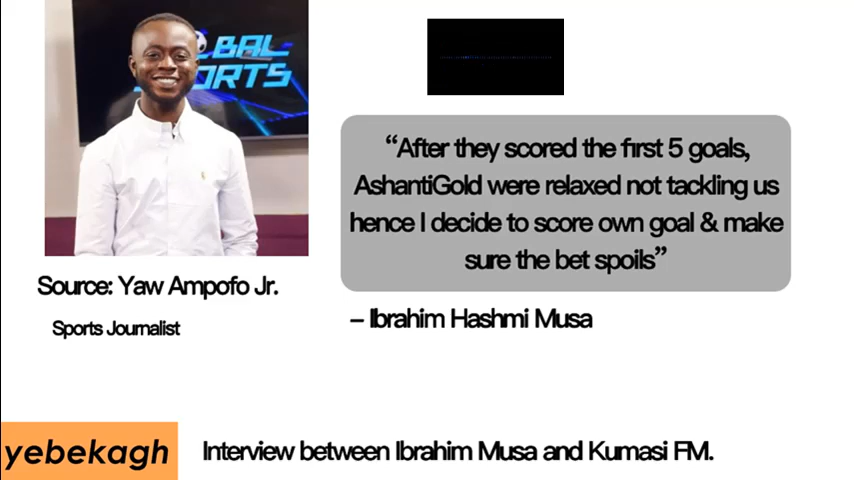 BAL
ORTS
“After they scored the first 5 goals,
AshantiGold were relaxed not tackling us
hence I decide to score own goal & make
sure the bet spoils”
Source: Yaw Ampofo Jr.
Sports Journalist
– Ibrahim Hashmi Musa
yebekagh
Interview between Ibrahim Musa and Kumasi FM.